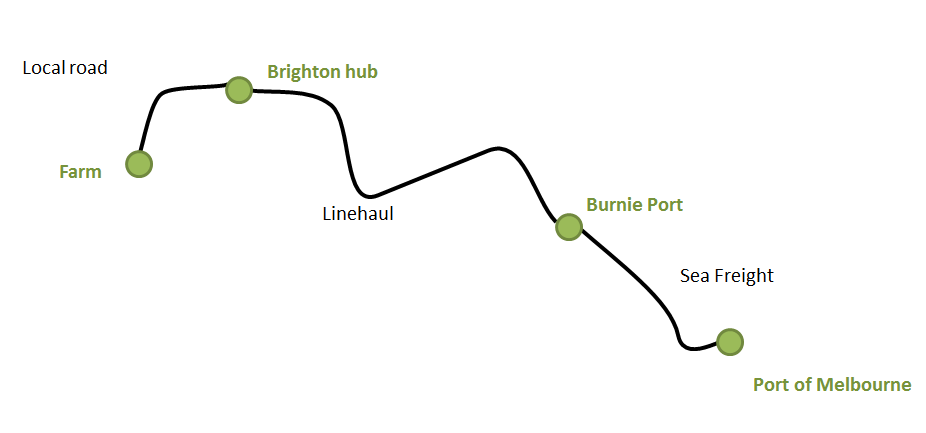 Local road
Brighton hub
Farm
Linehaul
Burnie Port
Sea Freight
Port of Melbourne